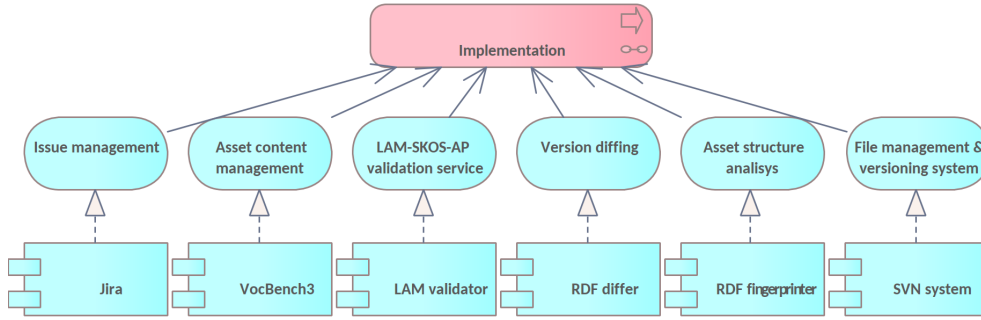 Implementation
Issue management
Asset content
management
LAM-SKOS-AP
validation service
Version diffing
Asset structure
analisys
File management &
versioning system
Jira
VocBench3
LAM validator
RDF differ
RDF fingerprinter
SVN system